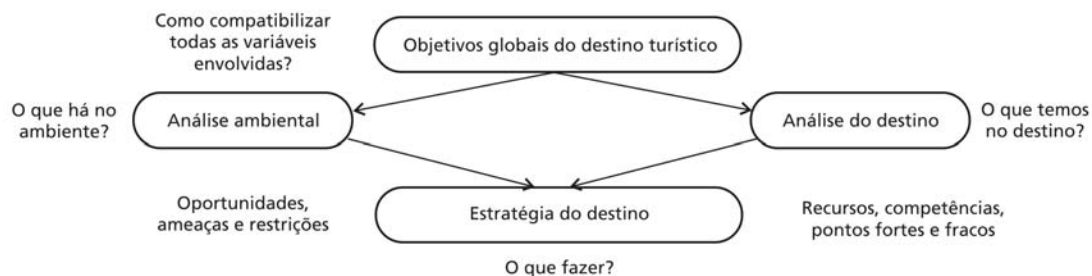 Como compatibilizar
todas as variáveis
envolvidas?
Objetivos globais do destino turístico
O que há no
ambiente?
Análise ambiental
Análise do destino
O que temos
no destino?
Oportunidades,
ameaças e restrições
Estratégia do destino
Recursos, competências,
pontos fortes e fracos
O que fazer?